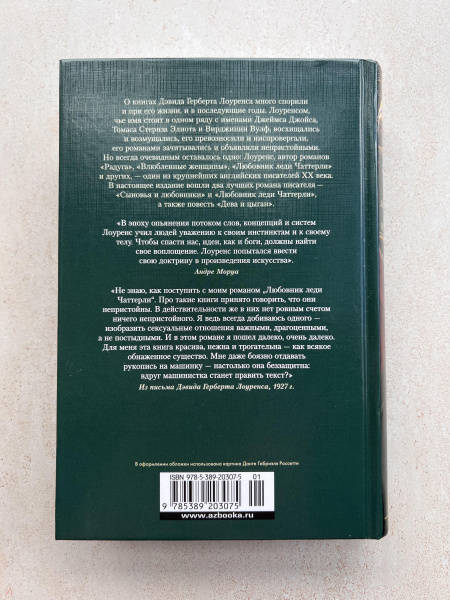 О книгах Дэвида Герберта Лоуренса много спорили
и при его жизни, и в последующие годы. Лоуренсом,
чье имя стоит в одном ряду с именами Джеймса Джойса,
Томаса Стернза Элиота и Вирджинии Вулф, восхищались
и возмущались, его превозносили и ниспровергали,
его романами зачитывались и объявляли непристойными.
Но всегда очевидным оставалось одно: Лоуренс, автор романов
«Радуга», «Влюбленные женщины», «Любовник леди Чаттерли»
и других, — один из крупнейших английских писателей XX века.
В настоящее издание вошли два лучших романа писателя —
«Сыновья и любовники» и «Любовник леди Чаттерли»,
а также повесть «Дева и цыган».
«В эпоху опьянения потоком слов, концепций и систем
Лоуренс учил людей уважению к своим инстинктам и к своему
телу. Чтобы спасти нас, идеи, как и боги, должны найти
свое воплощение. Лоуренс попытался ввести
свою доктрину в произведения искусства».
Андре Моруа
«Не знаю, как поступить с моим романом „Любовник леди
Чаттерли“. Про такие книги принято говорить, что они
непристойны. В действительности же в них нет ровным счетом
ничего непристойного. Я ведь всегда добиваюсь одного —
изобразить сексуальные отношения важными, драгоценными,
а не постыдными. И в этом романе я пошел далеко, очень далеко.
Для меня эта книга красива, нежна и трогательна — как всякое
обнаженное существо. Мне даже боязно отдавать
рукопись на машинку — настолько она беззащитна:
вдруг машинистка станет править текст?»
Из письма Дэвида Герберта Лоуренса, 1927 г.
В оформлении обложки использована картина Данте Габриэля Россетти
ISBN 978-5-389-20307-5
01
9 785389 203075
www.azbooka.ru